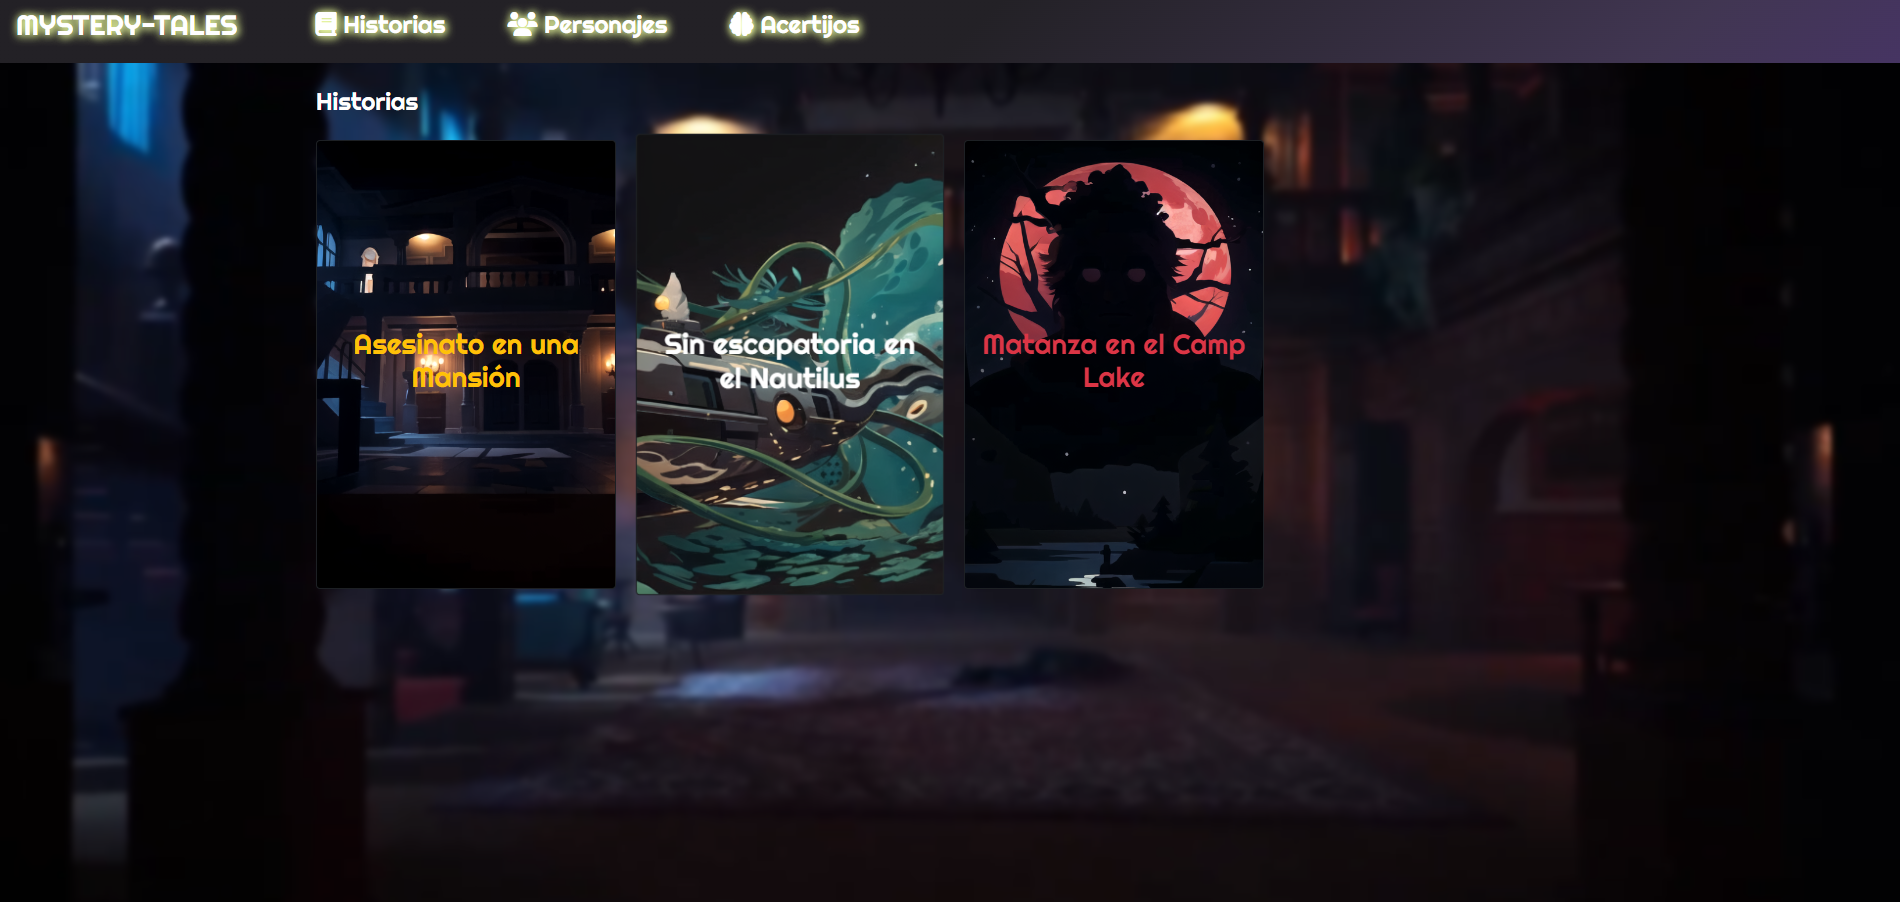 MYSTERY-TALES
Historias
Personajes
Acertijos
Historias
Asesinato en una
Mansión
Sin escapatoria en
el Nautilus
Matanza en el Camp
Lake